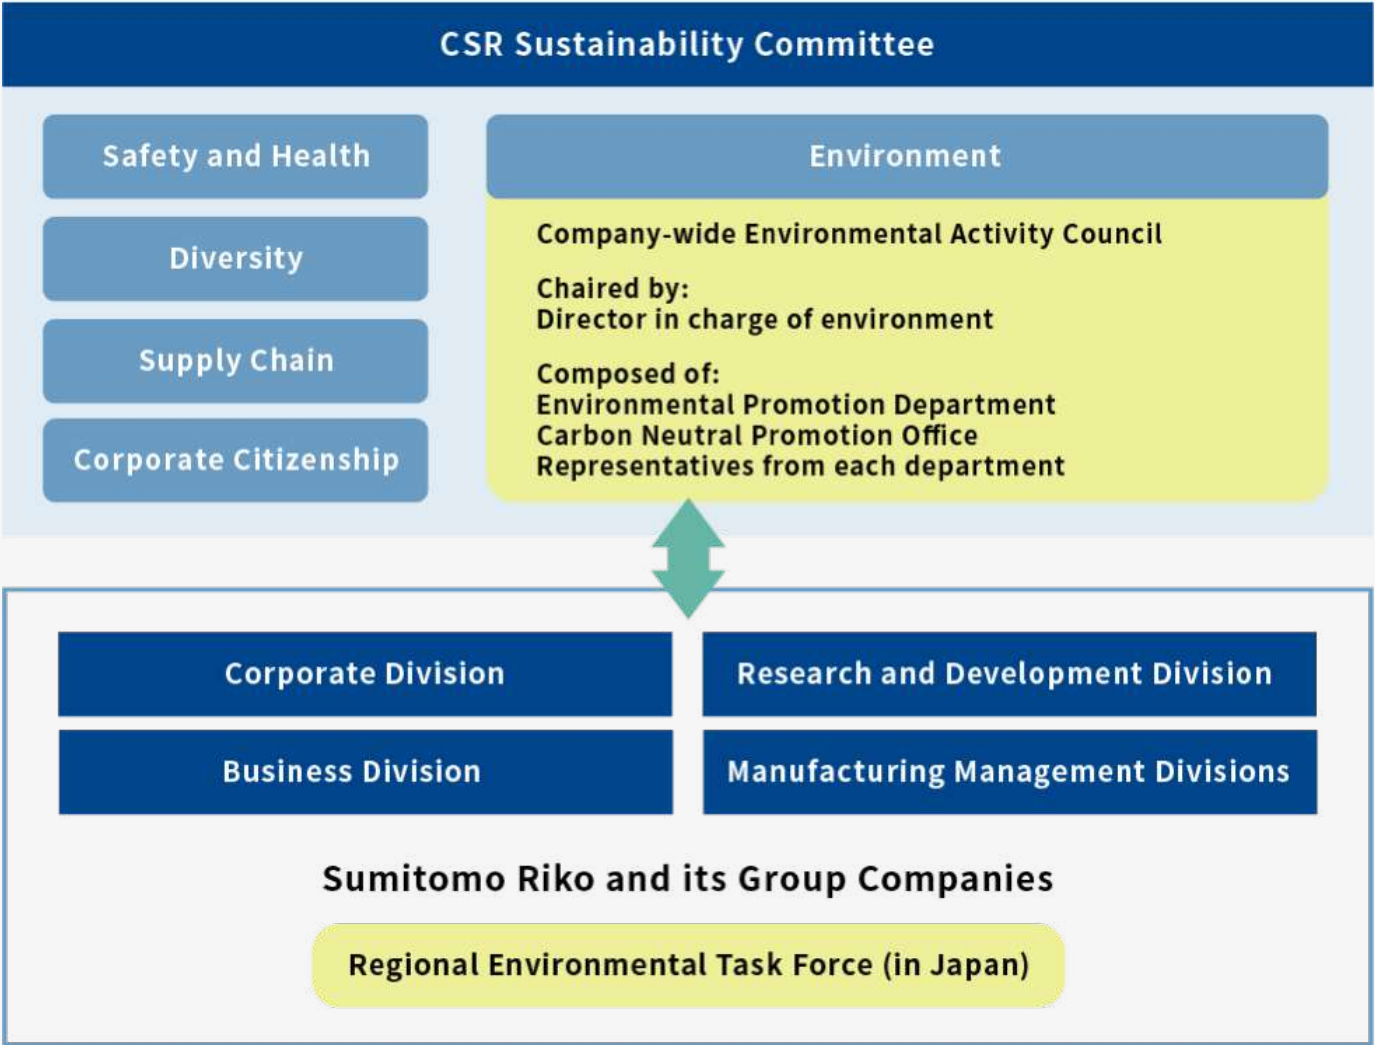 CSR Sustainability Committee
Safety and Health
Diversity
Supply Chain
Corporate Citizenship
Environment
Company-wide Environmental Activity Council
Chaired by:
Director in charge of environment
Composed of:
Environmental Promotion Department
Carbon Neutral Promotion Office
Representatives from each department
Corporate Division
Research and Development Division
Business Division
Manufacturing Management Divisions
Sumitomo Riko and its Group Companies
Regional Environmental Task Force (in Japan)